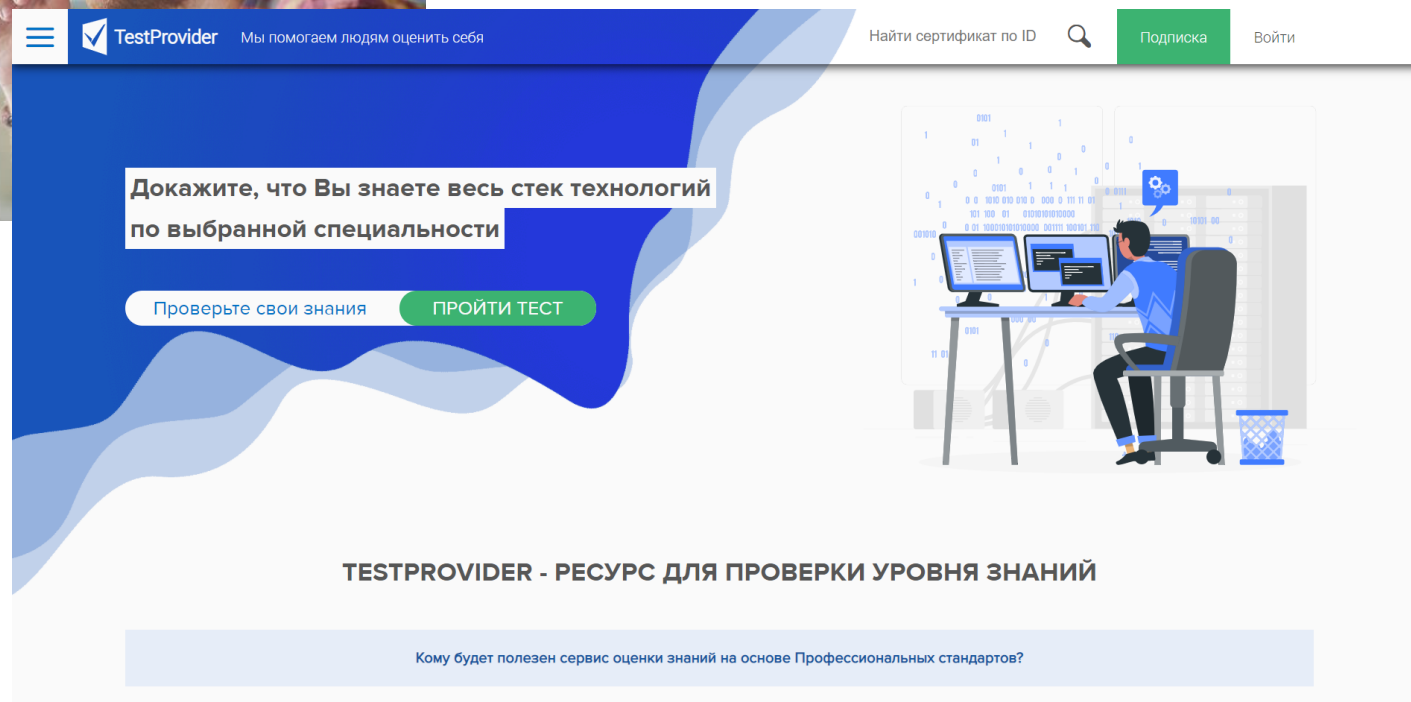 TestProvider Мы помогаем людям оценить себя Найти сертификат по ID Подписка Войти
Докажите, что Вы знаете весь стек технологий
по выбранной специальности
Проверьте свои знания ПРОЙТИ ТЕСТ
TESTPROVIDER - РЕСУРС ДЛЯ ПРОВЕРКИ УРОВНЯ ЗНАНИЙ
Кому будет полезен сервис оценки знаний на основе Профессиональных стандартов?